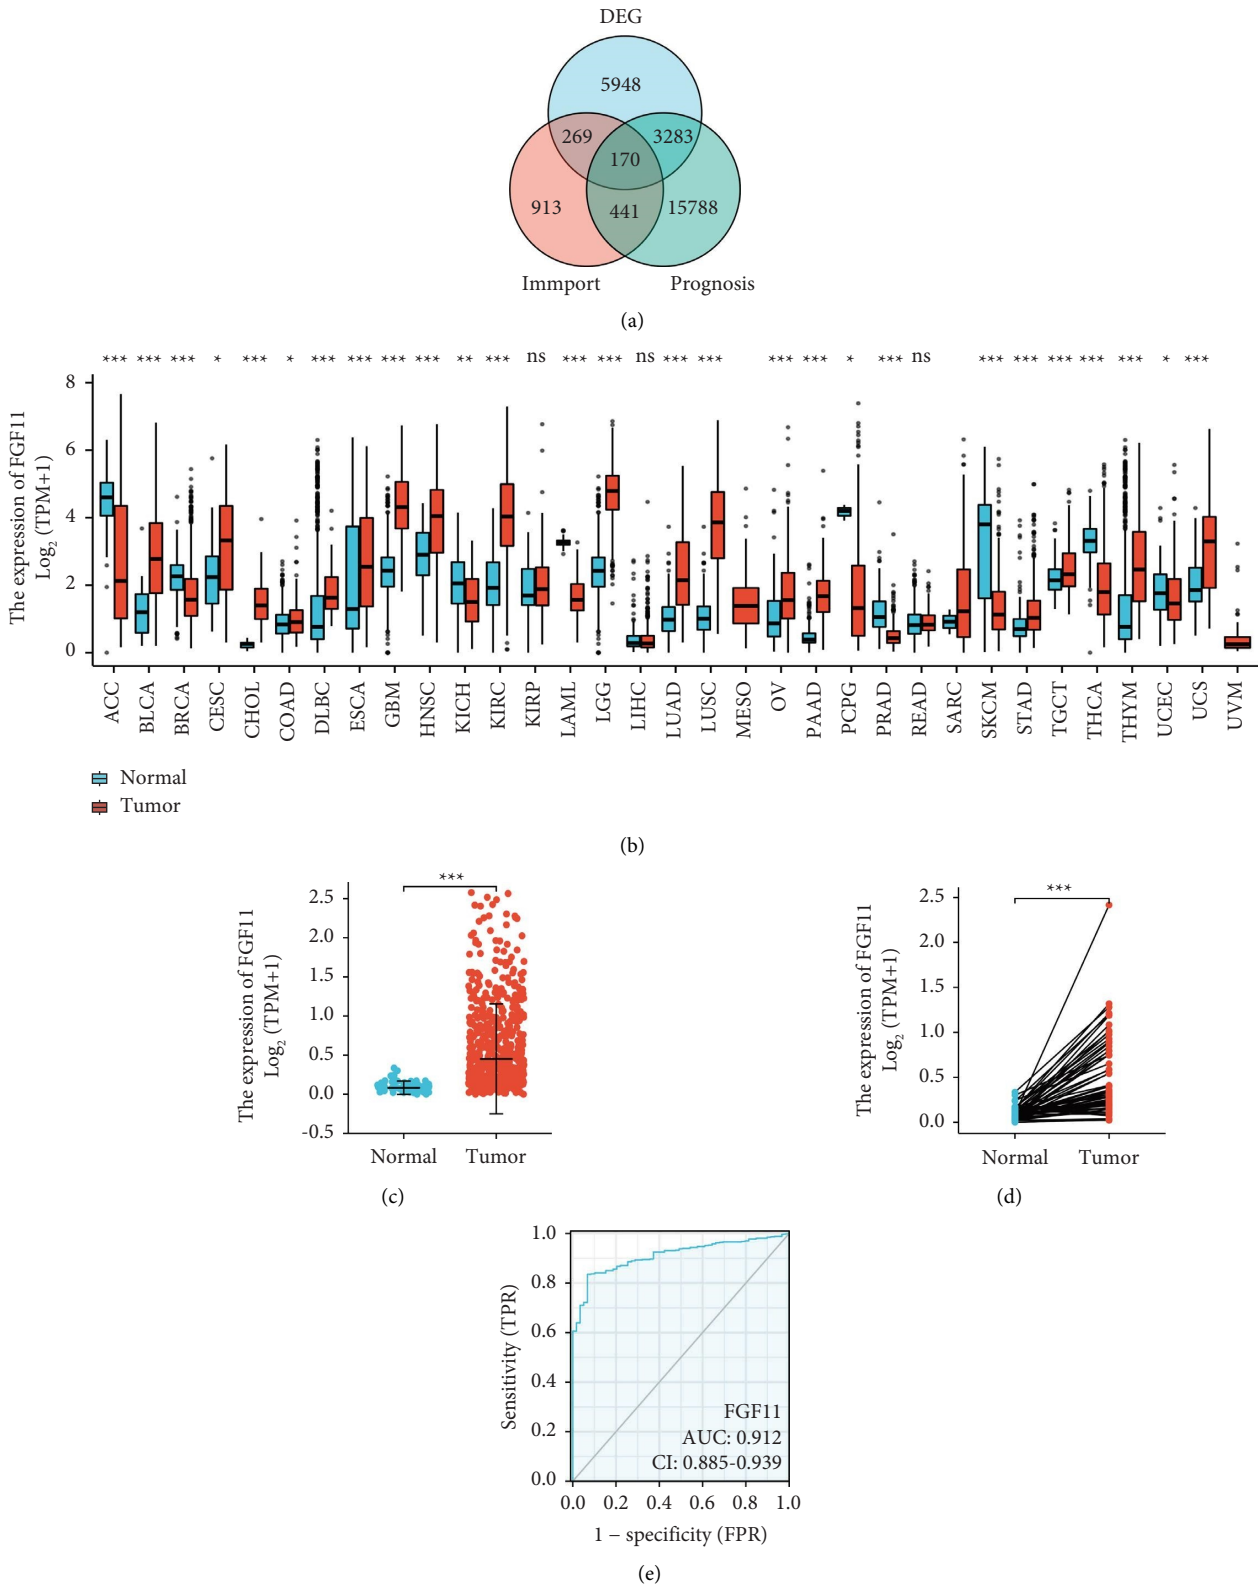 DEG
5948
269
3283
170
913
441
15788
Immport
Prognosis
(a)
*** *** *** * *** * *** *** *** *** ** *** ns *** *** ns *** *** *** *** * *** ns *** *** *** *** *** * ***
The expression of FGF11
Log₂ (TPM+1)
8
6
4
2
0
ACC
BLCA
BRCA
CESC
CHOL
COAD
DLBC
ESCA
GBM
HNSC
KICH
KIRC
KIRP
LAML
LGG
LIHC
LUAD
LUSC
MESO
OV
PAAD
PCPG
PRAD
READ
SARC
SKCM
STAD
TGCT
THCA
THYM
UCEC
UCS
UVM
Normal
Tumor
(b)
The expression of FGF11
Log₂ (TPM+1)
2.5
2.0
1.5
1.0
0.5
0.0
-0.5
***
Normal
Tumor
(c)
The expression of FGF11
Log₂ (TPM+1)
2.5
2.0
1.5
1.0
0.5
0.0
***
Normal
Tumor
(d)
Sensitivity (TPR)
1.0
0.8
0.6
0.4
0.2
0.0
FGF11
AUC: 0.912
CI: 0.885-0.939
0.0 0.2 0.4 0.6 0.8 1.0
1 − specificity (FPR)
(e)